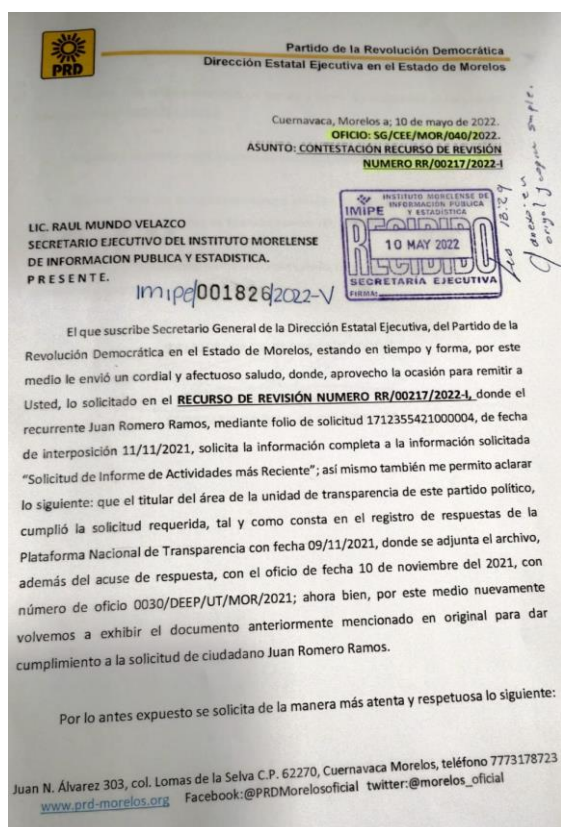 PRD
Partido de la Revolución Democrática
Dirección Estatal Ejecutiva en el Estado de Morelos
Cuernavaca, Morelos a; 10 de mayo de 2022.
OFICIO: SG/CEE/MOR/040/2022.
ASUNTO: CONTESTACIÓN RECURSO DE REVISIÓN
NUMERO RR/00217/2022-I
13:29
anexo: en
original y copia simple.
INSTITUTO MORELENSE DE
INFORMACIÓN PÚBLICA
Y ESTADÍSTICA
IMIPE
RECIBIDO
10 MAY 2022
SECRETARÍA EJECUTIVA
FIRMA:
LIC. RAUL MUNDO VELAZCO
SECRETARIO EJECUTIVO DEL INSTITUTO MORELENSE
DE INFORMACION PUBLICA Y ESTADISTICA.
P R E S E N T E.
Imipe/001826/2022-V
El que suscribe Secretario General de la Dirección Estatal Ejecutiva, del Partido de la
Revolución Democrática en el Estado de Morelos, estando en tiempo y forma, por este
medio le envió un cordial y afectuoso saludo, donde, aprovecho la ocasión para remitir a
Usted, lo solicitado en el RECURSO DE REVISIÓN NUMERO RR/00217/2022-I, donde el
recurrente Juan Romero Ramos, mediante folio de solicitud 1712355421000004, de fecha
de interposición 11/11/2021, solicita la información completa a la información solicitada
“Solicitud de Informe de Actividades más Reciente”; así mismo también me permito aclarar
lo siguiente: que el titular del área de la unidad de transparencia de este partido político,
cumplió la solicitud requerida, tal y como consta en el registro de respuestas de la
Plataforma Nacional de Transparencia con fecha 09/11/2021, donde se adjunta el archivo,
además del acuse de respuesta, con el oficio de fecha 10 de noviembre del 2021, con
número de oficio 0030/DEEP/UT/MOR/2021; ahora bien, por este medio nuevamente
volvemos a exhibir el documento anteriormente mencionado en original para dar
cumplimiento a la solicitud de ciudadano Juan Romero Ramos.
Por lo antes expuesto se solicita de la manera más atenta y respetuosa lo siguiente:
Juan N. Álvarez 303, col. Lomas de la Selva C.P. 62270, Cuernavaca Morelos, teléfono 7773178723
www.prd-morelos.org Facebook:@PRDMorelosoficial twitter:@morelos_oficial